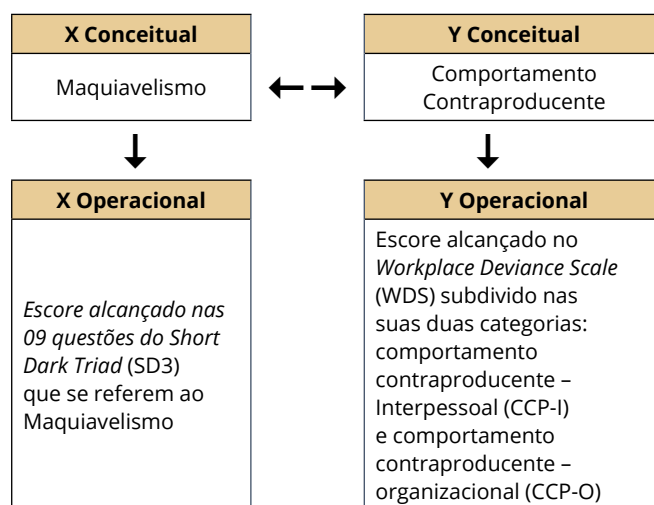 X Conceitual
Maquiavelismo
Y Conceitual
Comportamento
Contraproducente
X Operacional
Escore alcançado nas
09 questões do Short
Dark Triad (SD3)
que se referem ao
Maquiavelismo
Y Operacional
Escore alcançado no
Workplace Deviance Scale
(WDS) subdivido nas
suas duas categorias:
comportamento
contraproducente –
Interpessoal (CCP-I)
e comportamento
contraproducente –
organizacional (CCP-O)